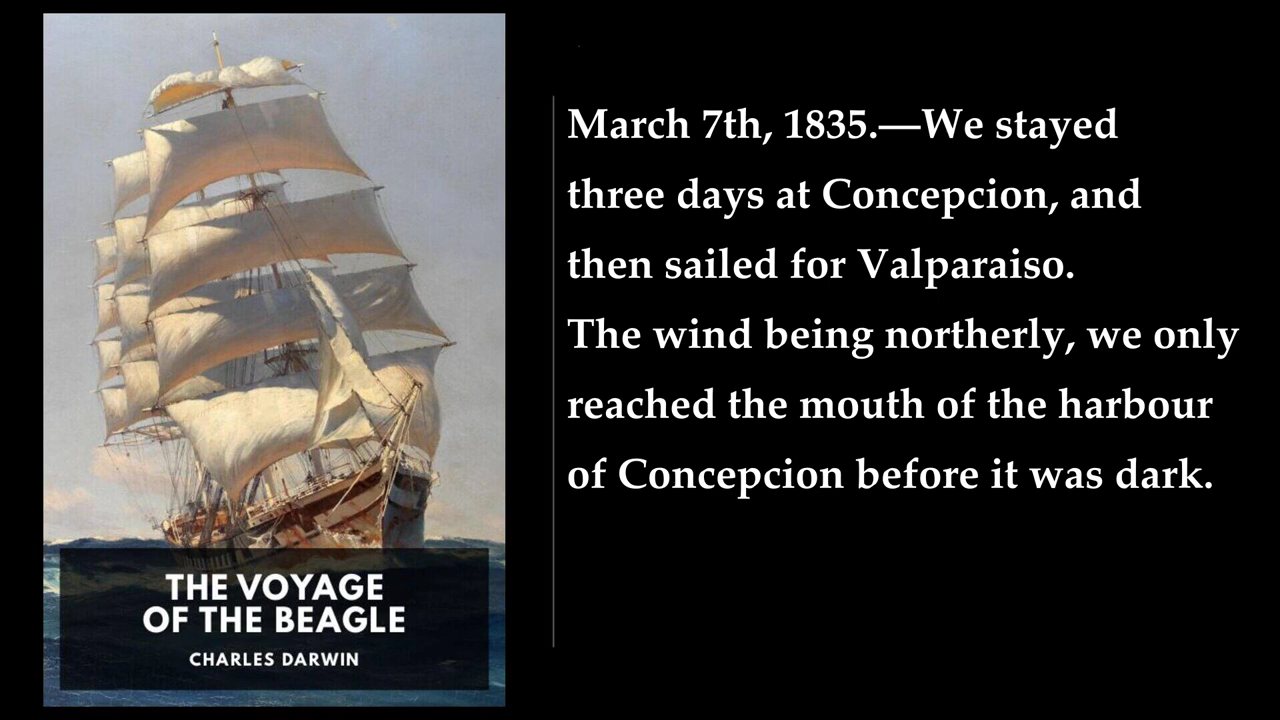 THE VOYAGE
OF THE BEAGLE
CHARLES DARWIN
March 7th, 1835.—We stayed
three days at Concepcion, and
then sailed for Valparaiso.
The wind being northerly, we only
reached the mouth of the harbour
of Concepcion before it was dark.